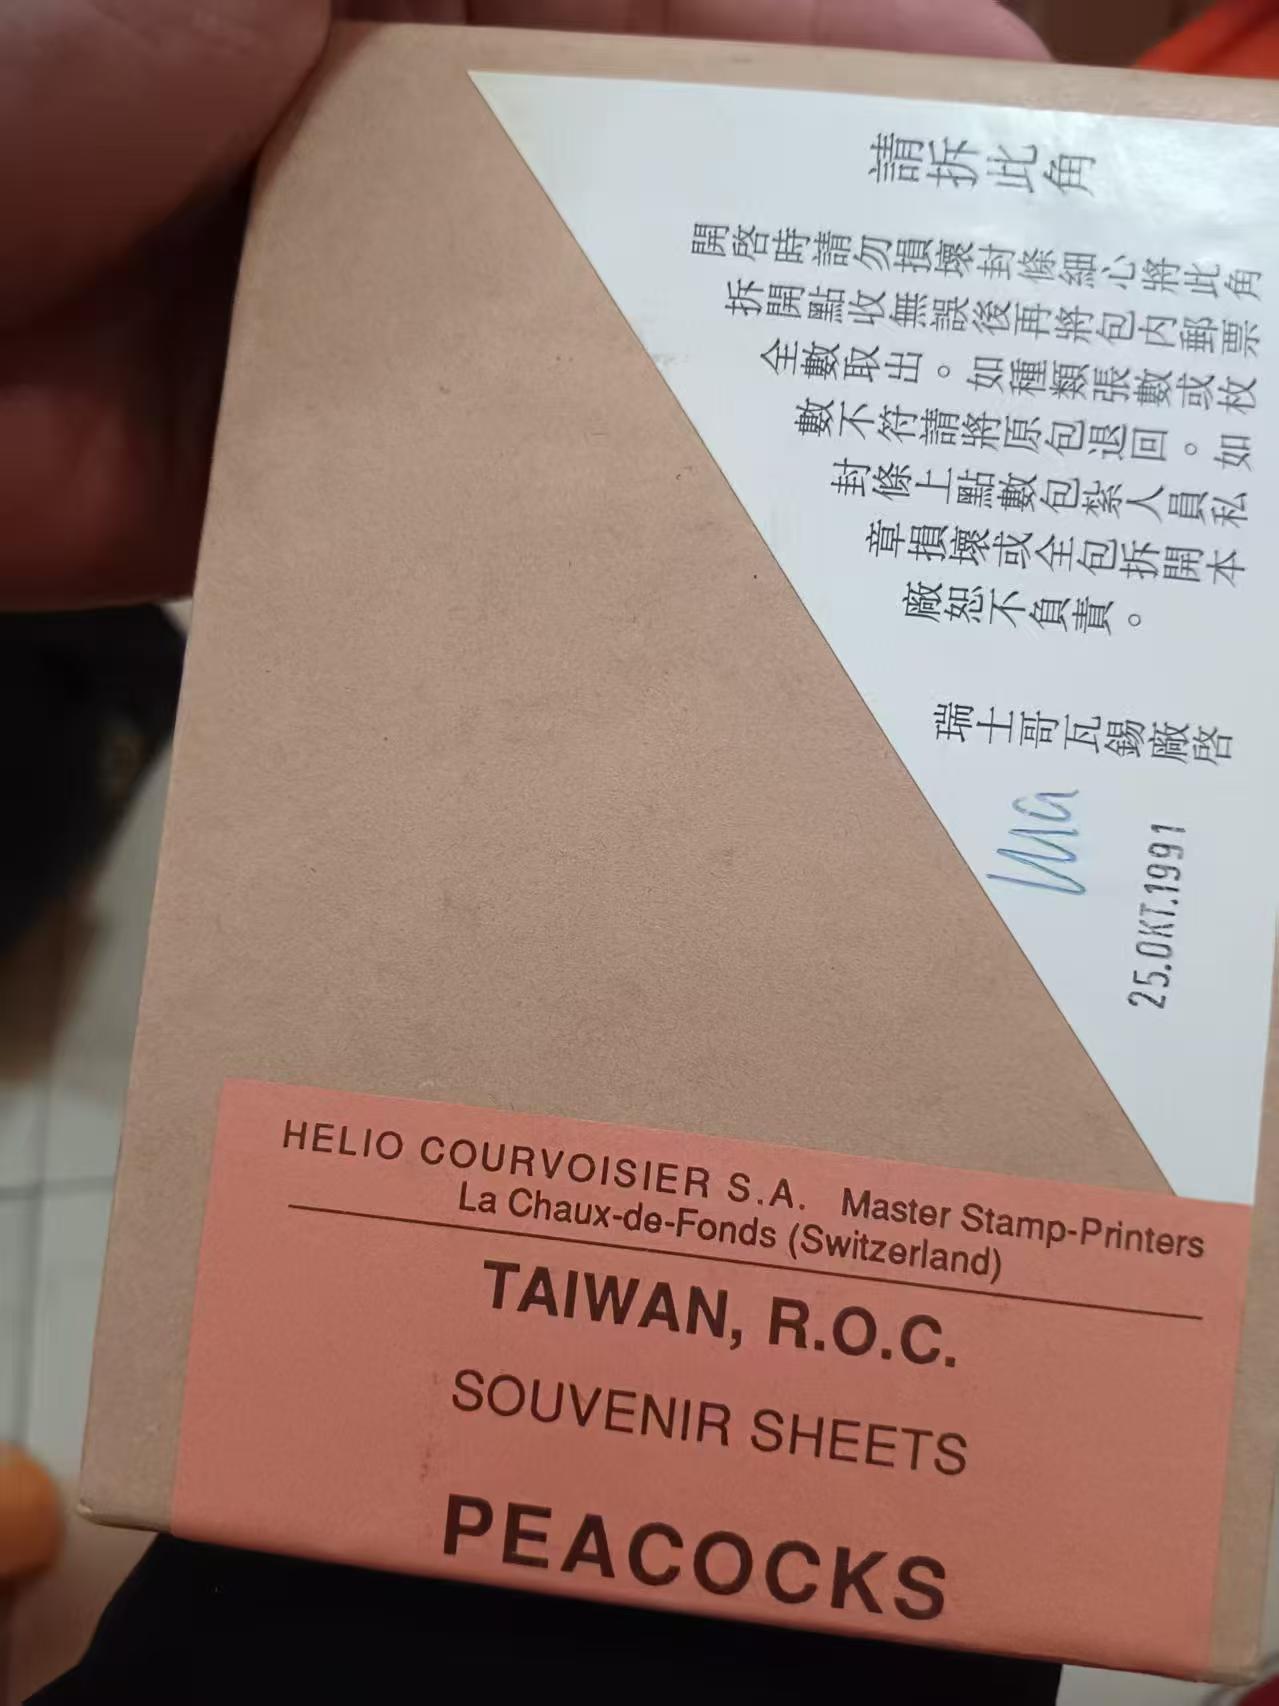 請拆此角
開啓時請勿損壞封條細心將此角
拆開點收無誤後再將包内郵票
全數取出。如種類張數或枚
數不符請將原包退回。如
封條上點數包紮人員私
章損壞或全包拆開本
廠恕不負責。
瑞士哥瓦錫廠啓
25.OKT.1991
HELIO COURVOISIER S.A. Master Stamp-Printers
La Chaux-de-Fonds (Switzerland)
TAIWAN, R.O.C.
SOUVENIR SHEETS
PEACOCKS